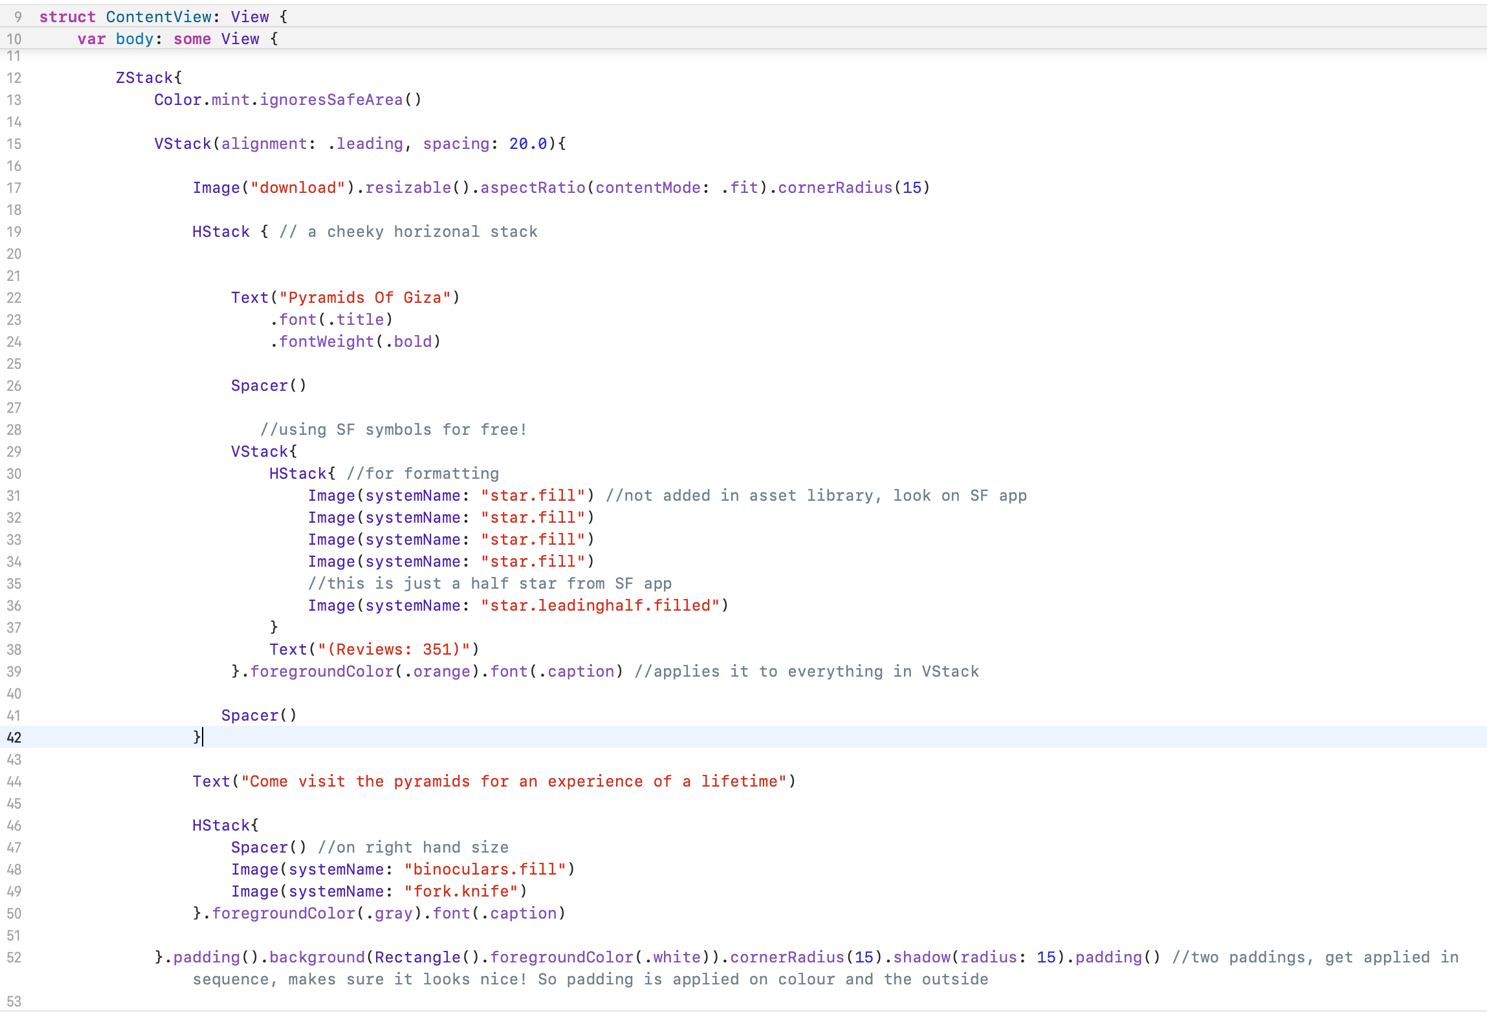 9 struct ContentView: View {
10     var body: some View {
11
12         ZStack{
13             Color.mint.ignoresSafeArea()
14
15             VStack(alignment: .leading, spacing: 20.0){
16
17                 Image("download").resizable().aspectRatio(contentMode: .fit).cornerRadius(15)
18
19                 HStack { // a cheeky horizonal stack
20
21
22                     Text("Pyramids Of Giza")
23                         .font(.title)
24                         .fontWeight(.bold)
25
26                     Spacer()
27
28                        //using SF symbols for free!
29                     VStack{
30                         HStack{ //for formatting
31                             Image(systemName: "star.fill") //not added in asset library, look on SF app
32                             Image(systemName: "star.fill")
33                             Image(systemName: "star.fill")
34                             Image(systemName: "star.fill")
35                             //this is just a half star from SF app
36                             Image(systemName: "star.leadinghalf.filled")
37                         }
38                         Text("(Reviews: 351)")
39                     }.foregroundColor(.orange).font(.caption) //applies it to everything in VStack
40
41                    Spacer()
42                 }
43
44                 Text("Come visit the pyramids for an experience of a lifetime")
45
46                 HStack{
47                     Spacer() //on right hand size
48                     Image(systemName: "binoculars.fill")
49                     Image(systemName: "fork.knife")
50                 }.foregroundColor(.gray).font(.caption)
51
52             }.padding().background(Rectangle().foregroundColor(.white)).cornerRadius(15).shadow(radius: 15).padding() //two paddings, get applied in
                 sequence, makes sure it looks nice! So padding is applied on colour and the outside
53